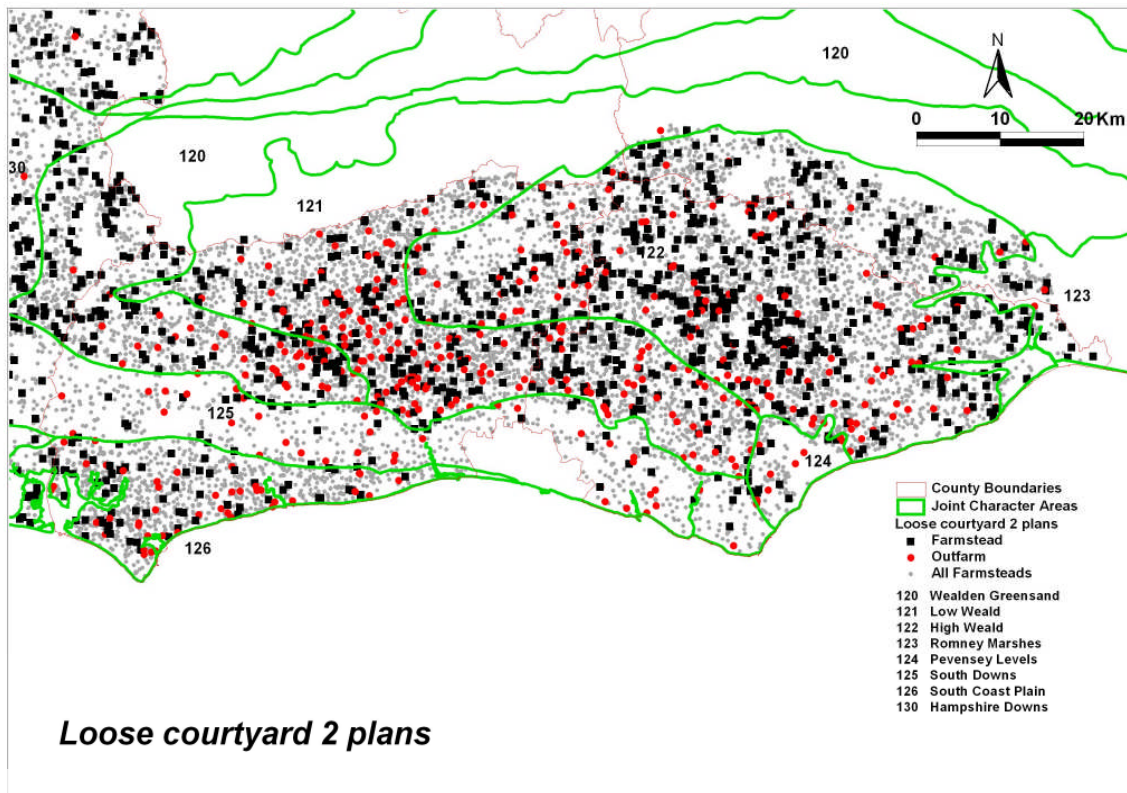 120
N
0 10 20 Km
120
30
121
122
123
125
124
126
County Boundaries
Joint Character Areas
Loose courtyard 2 plans
Farmstead
Outfarm
All Farmsteads
120 Wealden Greensand
121 Low Weald
122 High Weald
123 Romney Marshes
124 Pevensey Levels
125 South Downs
126 South Coast Plain
130 Hampshire Downs
Loose courtyard 2 plans